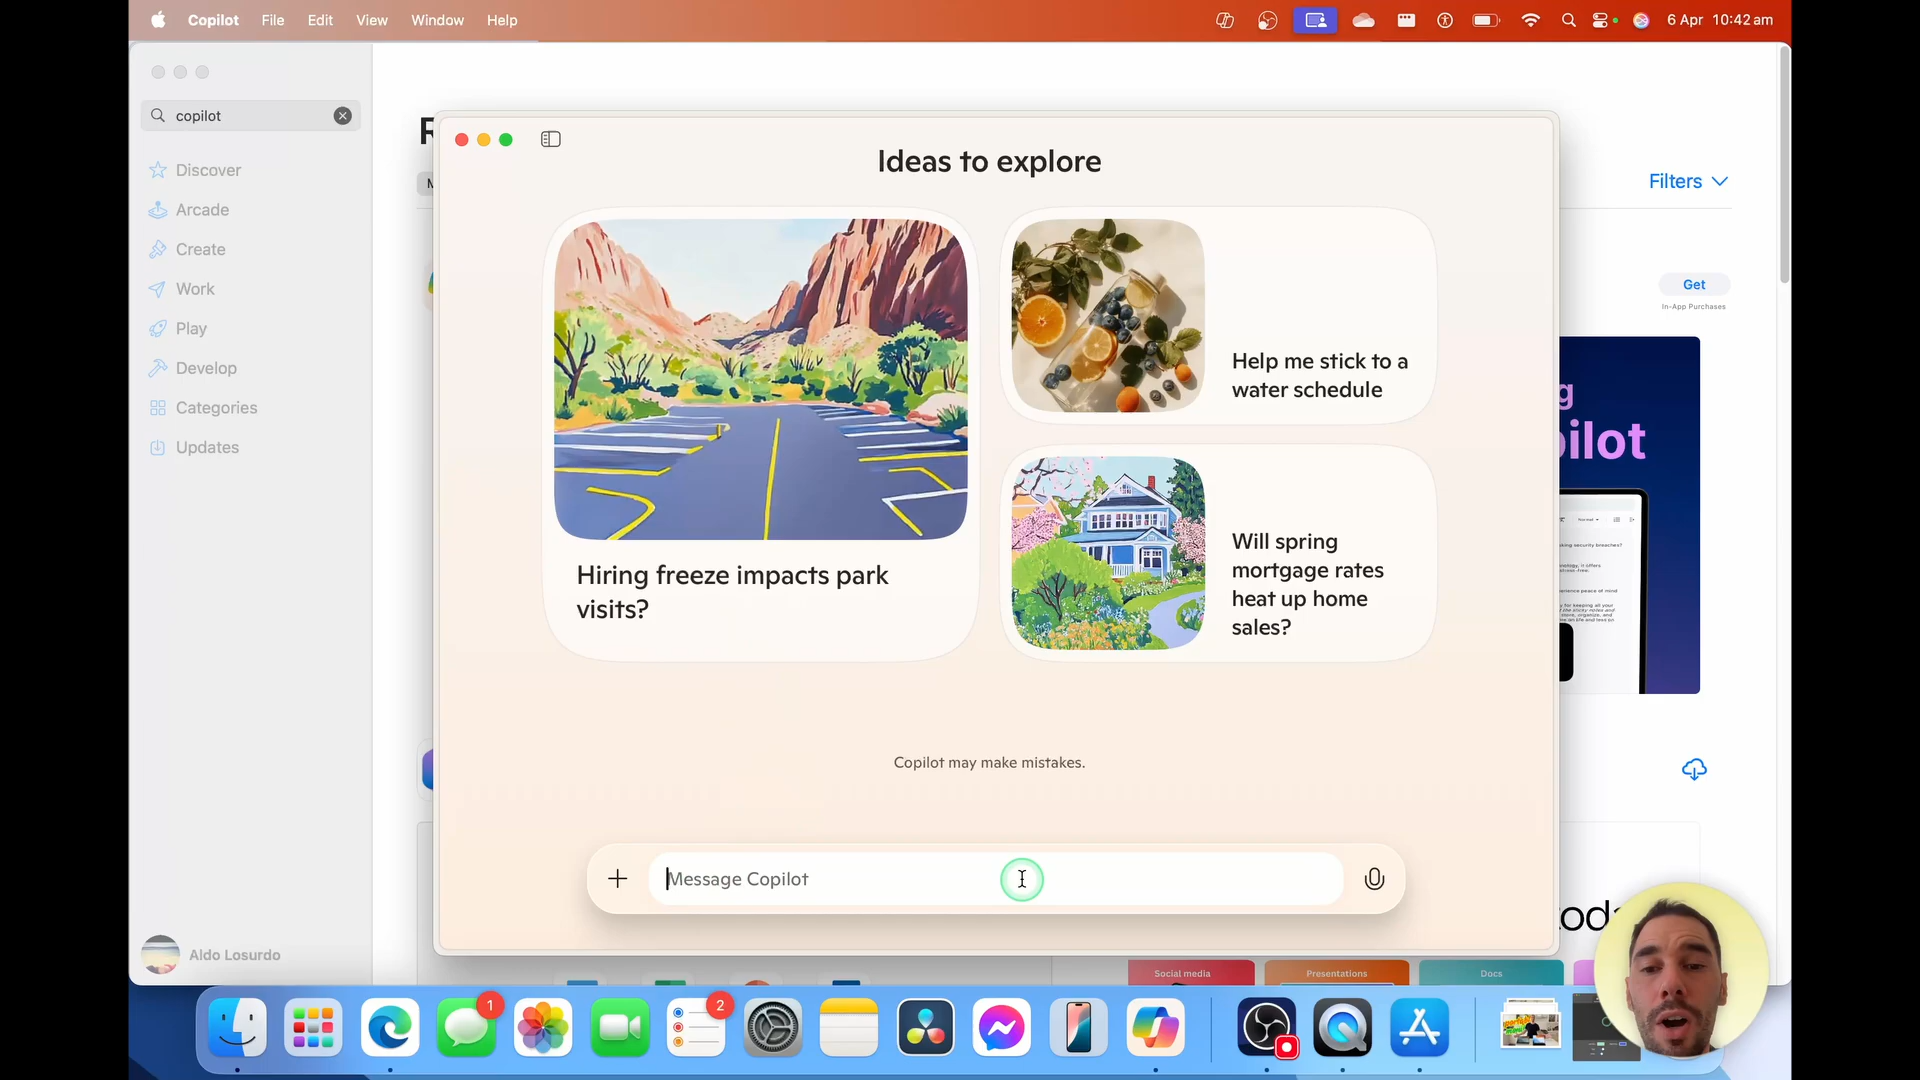 Copilot File Edit View Window Help
6 Apr 10:42 am
copilot
Discover
Arcade
Create
Work
Play
Develop
Categories
Updates
Aldo Losurdo
Filters
Get
In-App Purchases
Ideas to explore
Hiring freeze impacts park
visits?
Help me stick to a
water schedule
Will spring
mortgage rates
heat up home
sales?
Copilot may make mistakes.
Message Copilot
Social media
Presentations
Docs
1
2